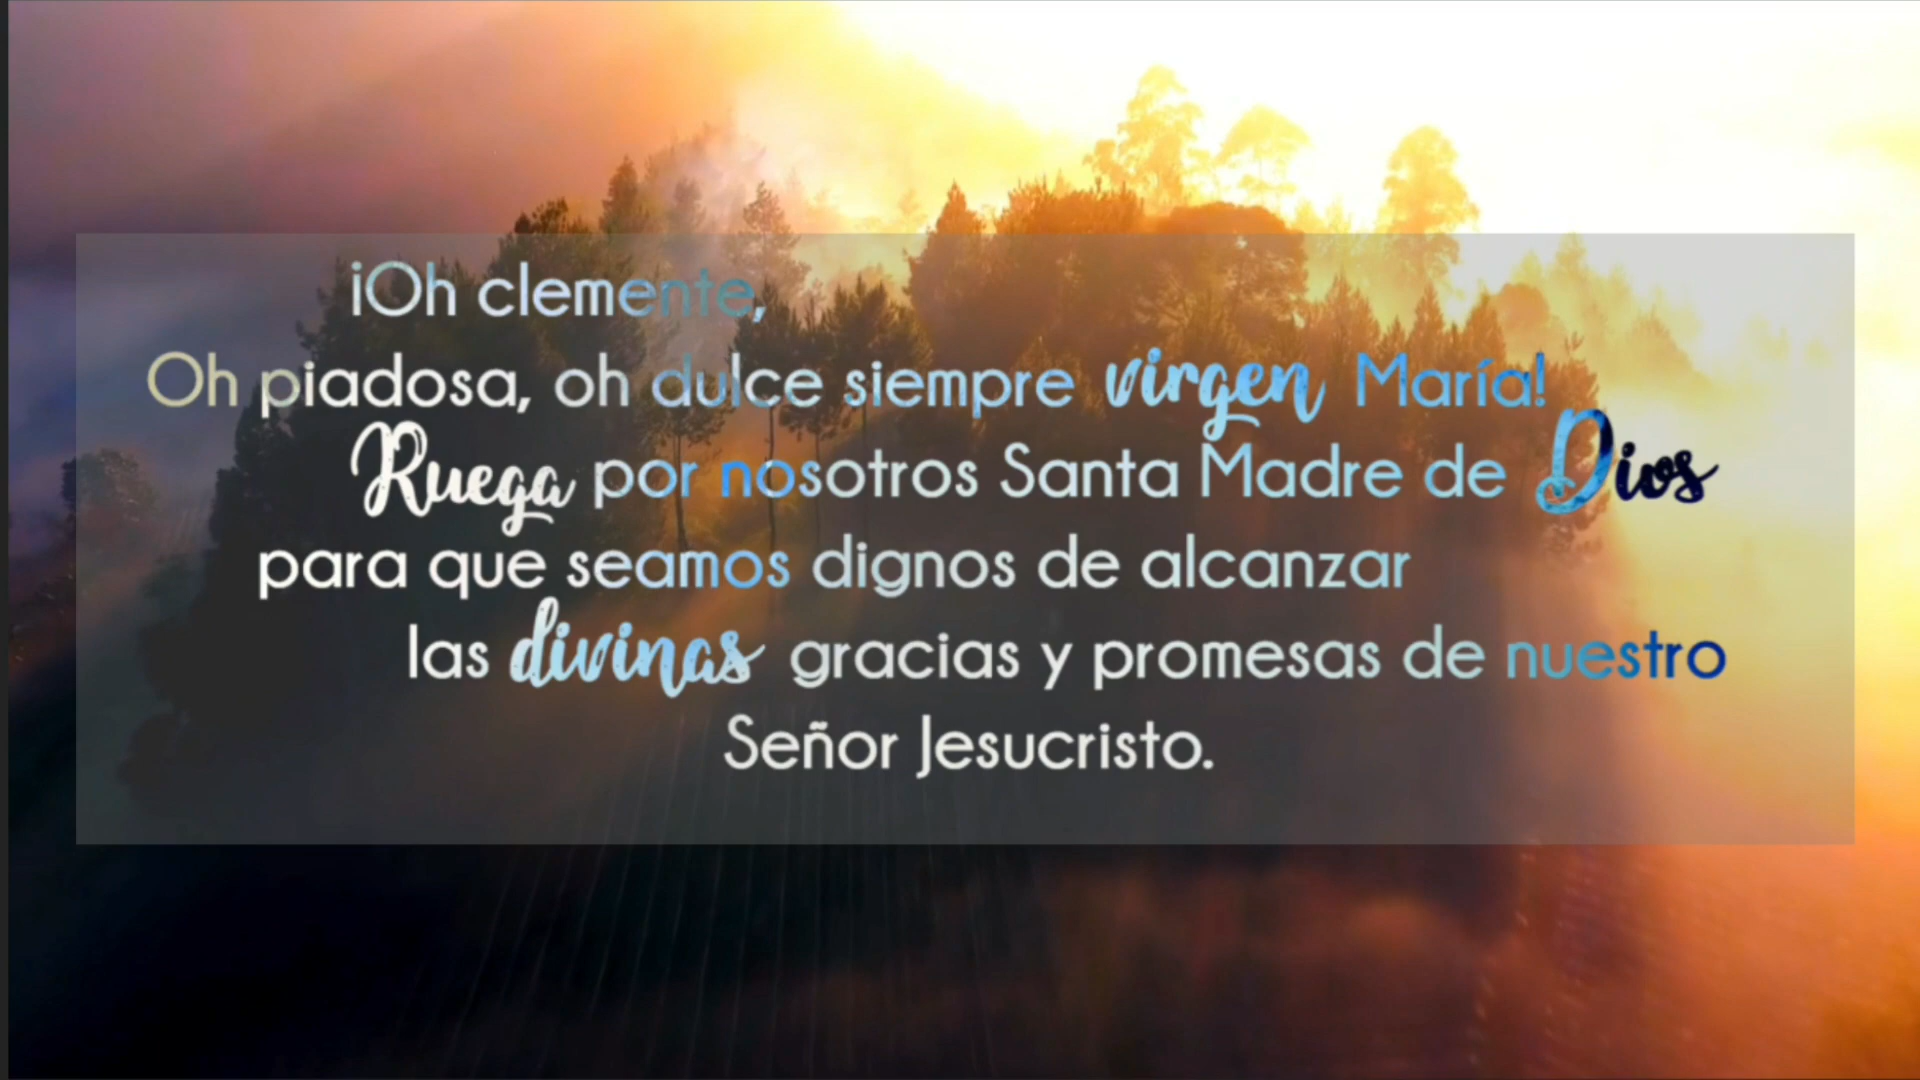 ¡Oh clemente,
Oh piadosa, oh dulce siempre virgen María!
Ruega por nosotros Santa Madre de Dios
para que seamos dignos de alcanzar
las divinas gracias y promesas de nuestro
Señor Jesucristo.